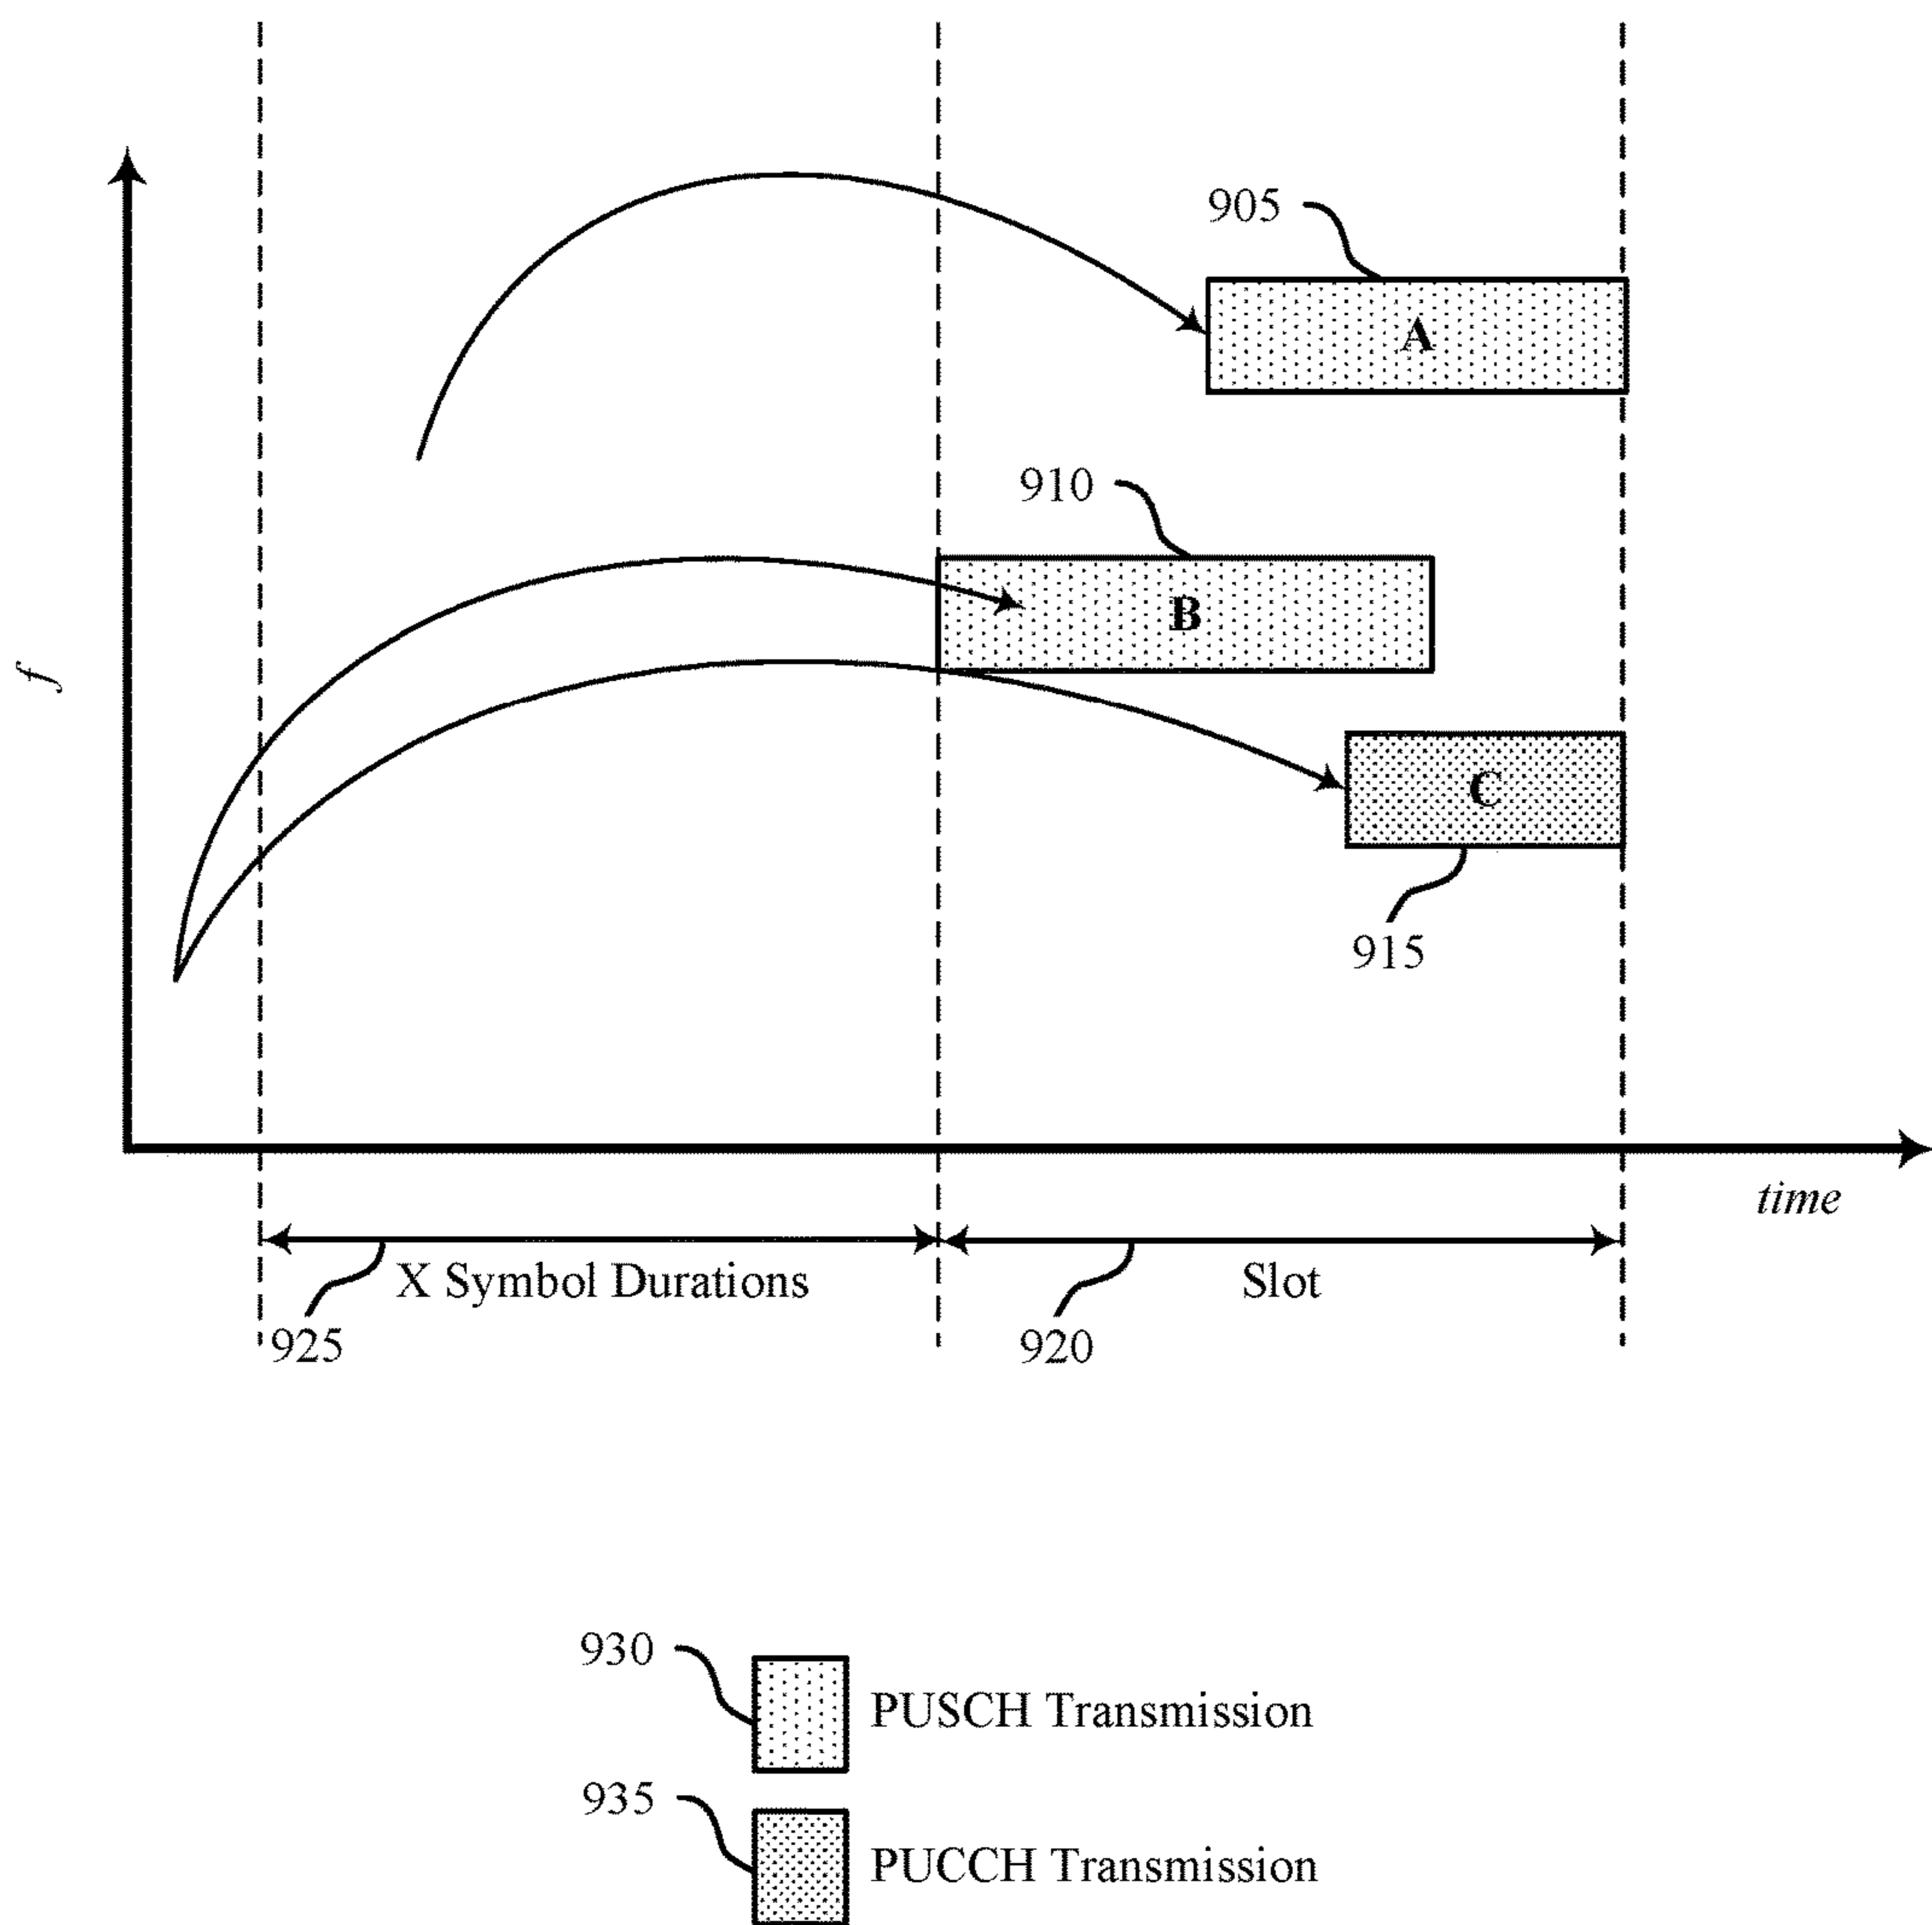 905
A
910
B
f
C
915
time
X Symbol Durations
Slot
925
920
930
PUSCH Transmission
935
PUCCH Transmission